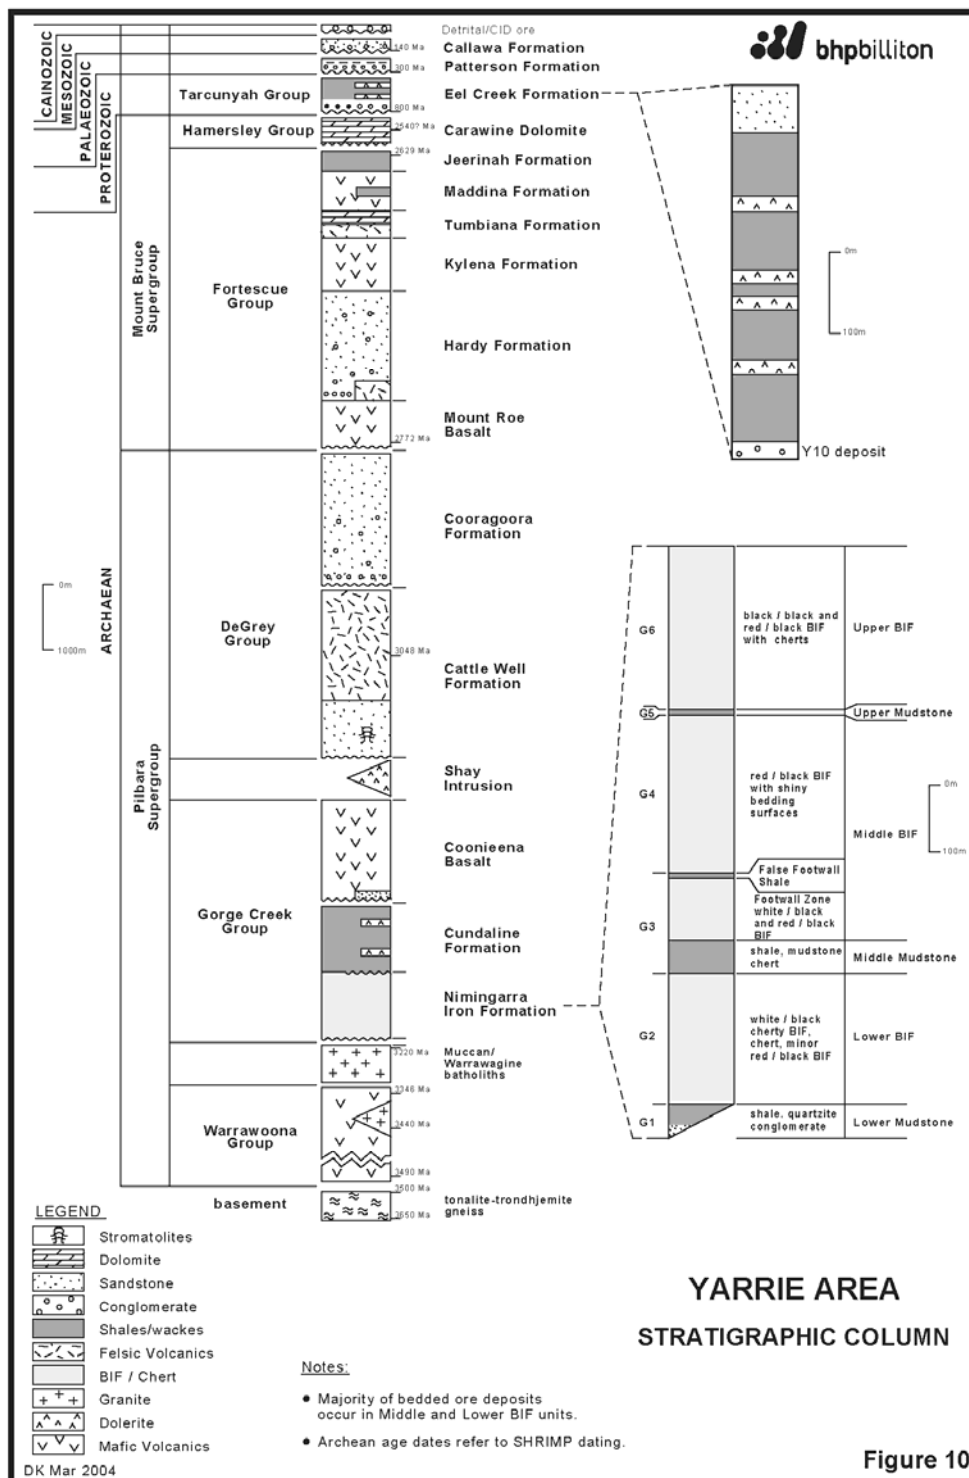 bhpbilliton
CAINOZOIC
MESOZOIC
PALAEOZOIC
PROTEROZOIC
ARCHAEAN
Mount Bruce
Supergroup
Pilbara
Supergroup
Tarcunyah Group
Hamersley Group
Fortescue
Group
DeGrey
Group
Gorge Creek
Group
Warrawoona
Group
basement
Detrital/CID ore
140 Ma
Callawa Formation
300 Ma
Patterson Formation
Eel Creek Formation
800 Ma
2540? Ma
Carawine Dolomite
2629 Ma
Jeerinah Formation
Maddina Formation
Tumbiana Formation
Kylena Formation
Hardy Formation
Mount Roe
Basalt
2772 Ma
Cooragoora
Formation
3048 Ma
Cattle Well
Formation
Shay
Intrusion
Coonieena
Basalt
Cundaline
Formation
Nimingarra
Iron Formation
3220 Ma
Muccan/
Warrawagine
batholiths
3346 Ma
3440 Ma
3490 Ma
3500 Ma
tonalite-trondhjemite
gneiss
3650 Ma
0m
1000m
0m
100m
Y10 deposit
G6
black / black and
red / black BIF
with cherts
Upper BIF
G5
Upper Mudstone
G4
red / black BIF
with shiny
bedding
surfaces
Middle BIF
0m
100m
False Footwall
Shale
G3
Footwall Zone
white / black
and red / black
BIF
shale, mudstone
chert
Middle Mudstone
G2
white / black
cherty BIF,
chert, minor
red / black BIF
Lower BIF
G1
shale, quartzite
conglomerate
Lower Mudstone
LEGEND
Stromatolites
Dolomite
Sandstone
Conglomerate
Shales/wackes
Felsic Volcanics
BIF / Chert
Granite
Dolerite
Mafic Volcanics
DK Mar 2004
Notes:
• Majority of bedded ore deposits
occur in Middle and Lower BIF units.
• Archean age dates refer to SHRIMP dating.
YARRIE AREA
STRATIGRAPHIC COLUMN
Figure 10